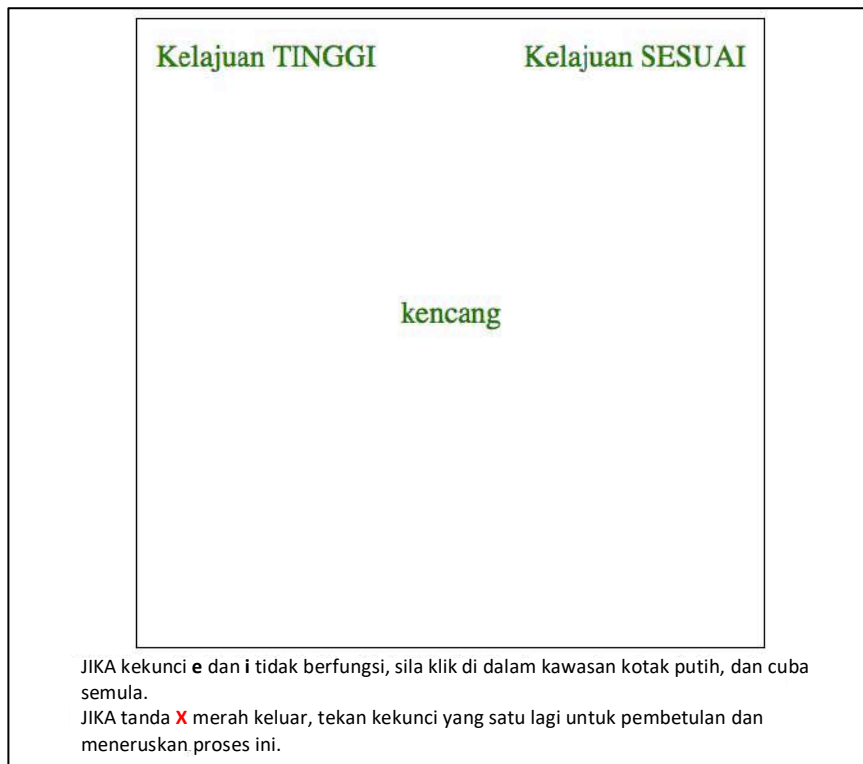 Kelajuan TINGGI
Kelajuan SESUAI
kencang
JIKA kekunci e dan i tidak berfungsi, sila klik di dalam kawasan kotak putih, dan cuba
semula.
JIKA tanda X merah keluar, tekan kekunci yang satu lagi untuk pembetulan dan
meneruskan proses ini.